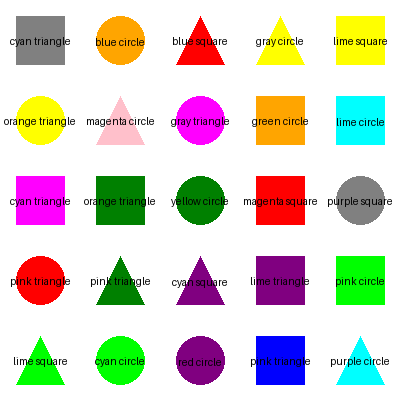 cyan triangle
blue circle
blue square
gray circle
lime square
orange triangle
magenta circle
gray triangle
green circle
lime circle
cyan triangle
orange triangle
yellow circle
magenta square
purple square
pink triangle
pink triangle
cyan square
lime triangle
pink circle
lime square
cyan circle
red circle
pink triangle
purple circle